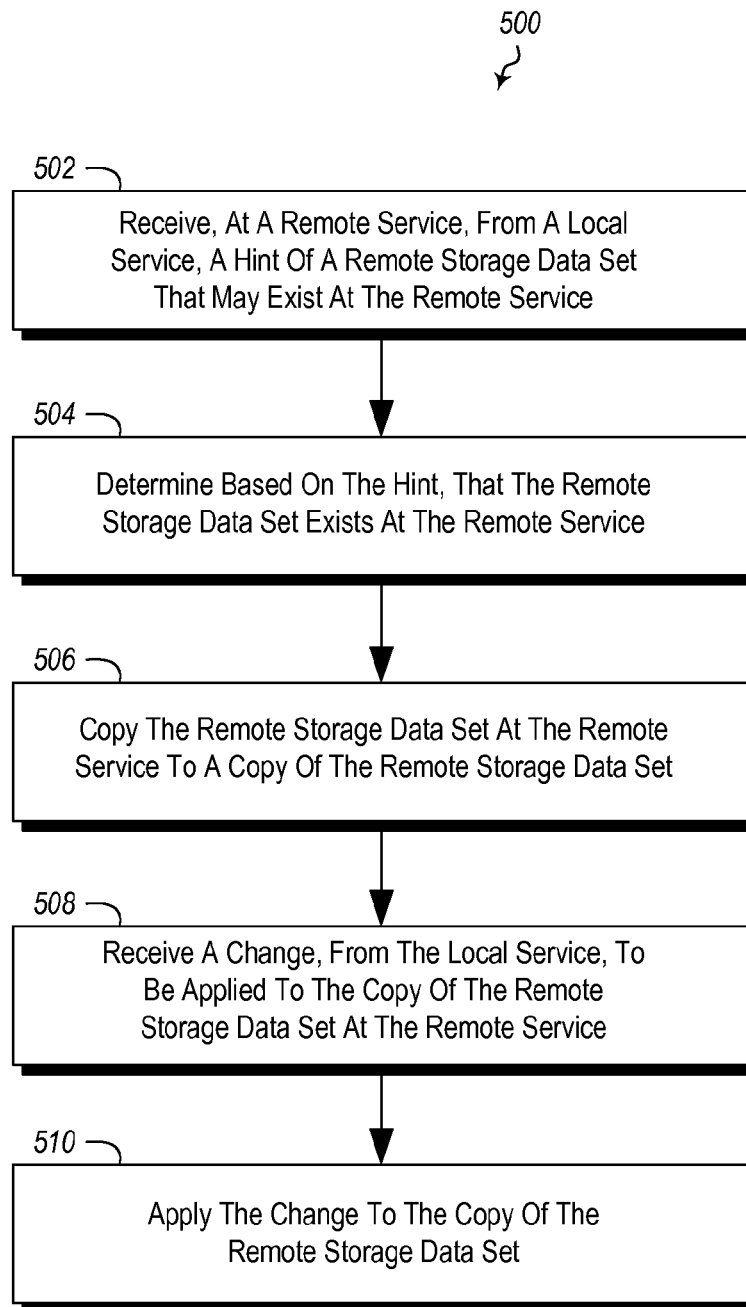 500
502
Receive, At A Remote Service, From A Local
Service, A Hint Of A Remote Storage Data Set
That May Exist At The Remote Service
504
Determine Based On The Hint, That The Remote
Storage Data Set Exists At The Remote Service
506
Copy The Remote Storage Data Set At The Remote
Service To A Copy Of The Remote Storage Data Set
508
Receive A Change, From The Local Service, To
Be Applied To The Copy Of The Remote
Storage Data Set At The Remote Service
510
Apply The Change To The Copy Of The
Remote Storage Data Set